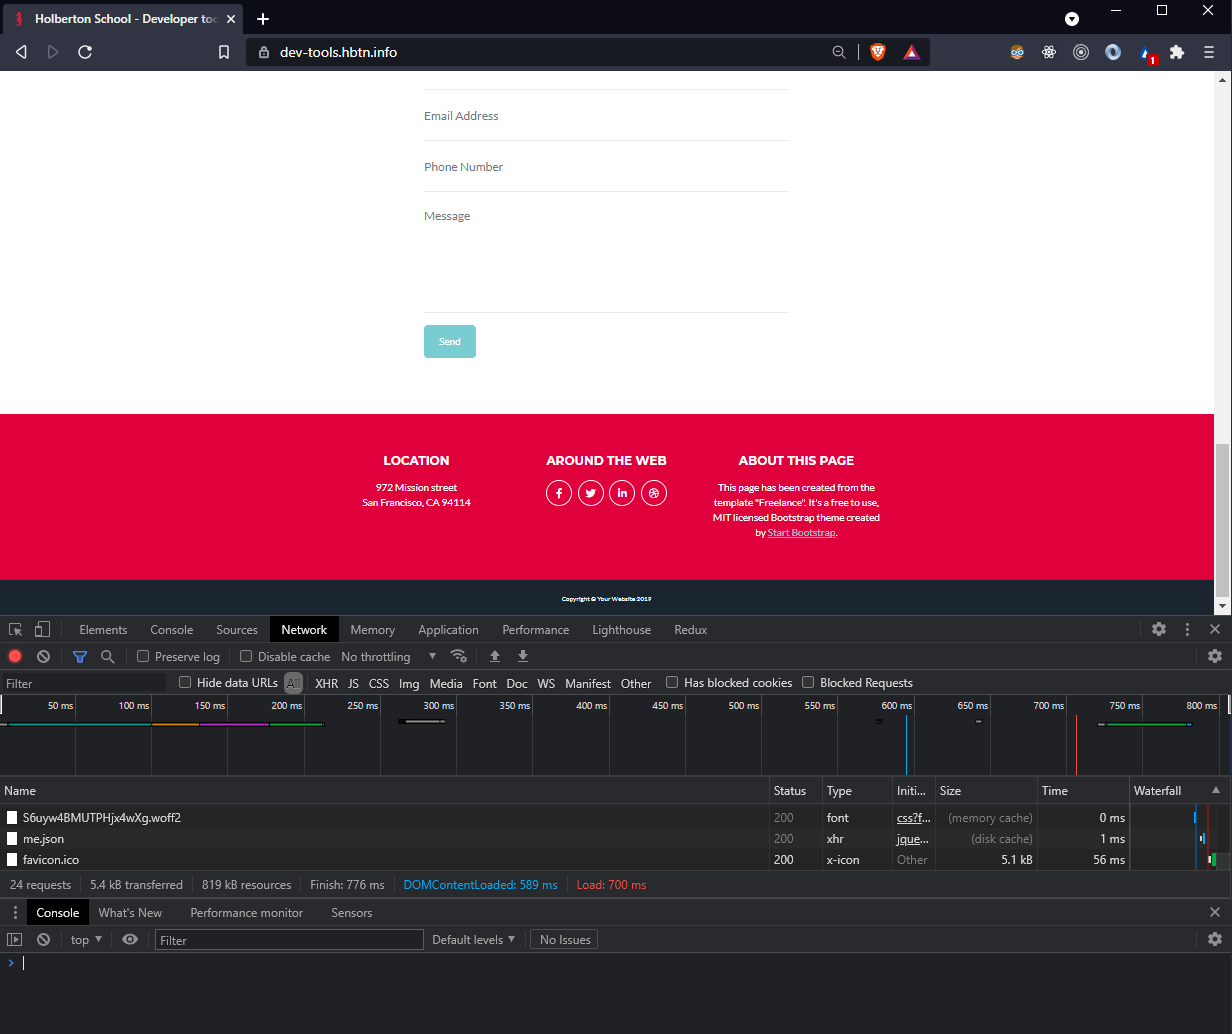 Holberton School - Developer too
dev-tools.hbtn.info
1
Email Address
Phone Number
Message
Send
LOCATION
972 Mission street
San Francisco, CA 94114
AROUND THE WEB
ABOUT THIS PAGE
This page has been created from the
template "Freelance". It's a free to use,
MIT licensed Bootstrap theme created
by Start Bootstrap.
Copyright © Your Website 2019
Elements Console Sources Network Memory Application Performance Lighthouse Redux
Preserve log Disable cache No throttling
Filter Hide data URLs All XHR JS CSS Img Media Font Doc WS Manifest Other Has blocked cookies Blocked Requests
50 ms 100 ms 150 ms 200 ms 250 ms 300 ms 350 ms 400 ms 450 ms 500 ms 550 ms 600 ms 650 ms 700 ms 750 ms 800 ms
Name Status Type Initi... Size Time Waterfall
S6uyw4BMUTPHjx4wXg.woff2 200 font css?f... (memory cache) 0 ms
me.json 200 xhr jque... (disk cache) 1 ms
favicon.ico 200 x-icon Other 5.1 kB 56 ms
24 requests 5.4 kB transferred 819 kB resources Finish: 776 ms DOMContentLoaded: 589 ms Load: 700 ms
Console What's New Performance monitor Sensors
top Filter Default levels No Issues